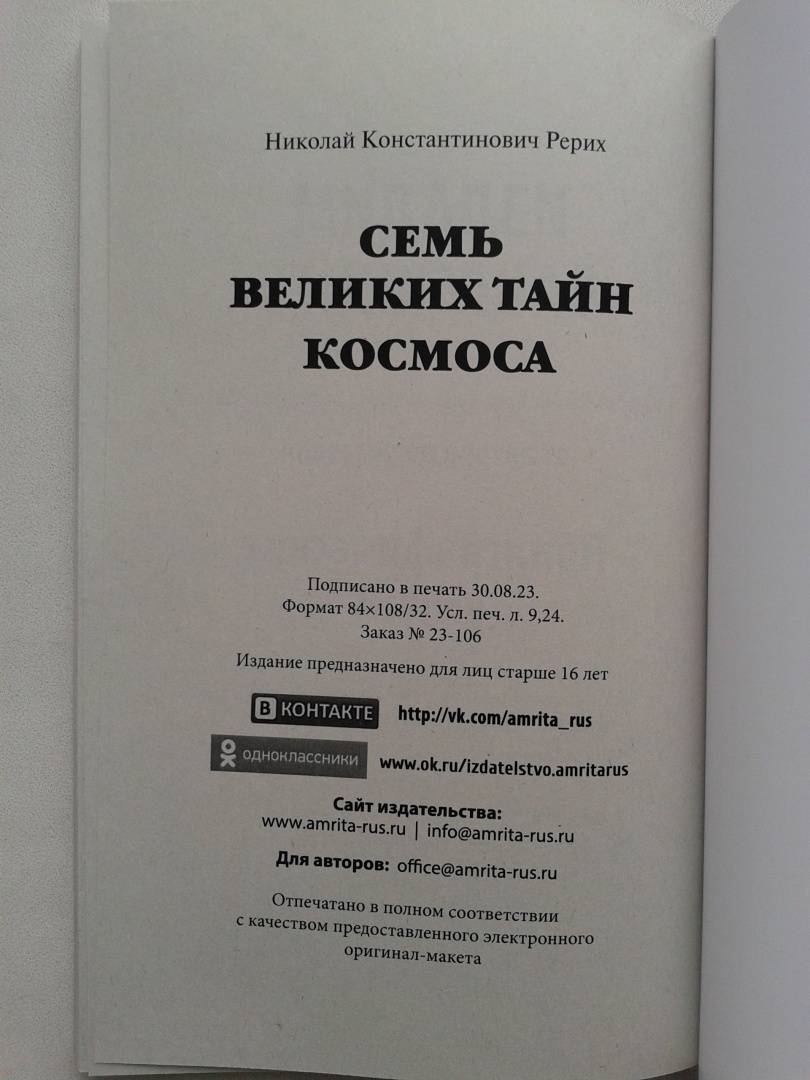 Николай Константинович Рерих
СЕМЬ
ВЕЛИКИХ ТАЙН
КОСМОСА
Подписано в печать 30.08.23.
Формат 84×108/32. Усл. печ. л. 9,24.
Заказ № 23-106
Издание предназначено для лиц старше 16 лет
В КОНТАКТЕ http://vk.com/amrita_rus
одноклассники www.ok.ru/izdatelstvo.amritarus
Сайт издательства:
www.amrita-rus.ru | info@amrita-rus.ru
Для авторов: office@amrita-rus.ru
Отпечатано в полном соответствии
с качеством предоставленного электронного
оригинал-макета